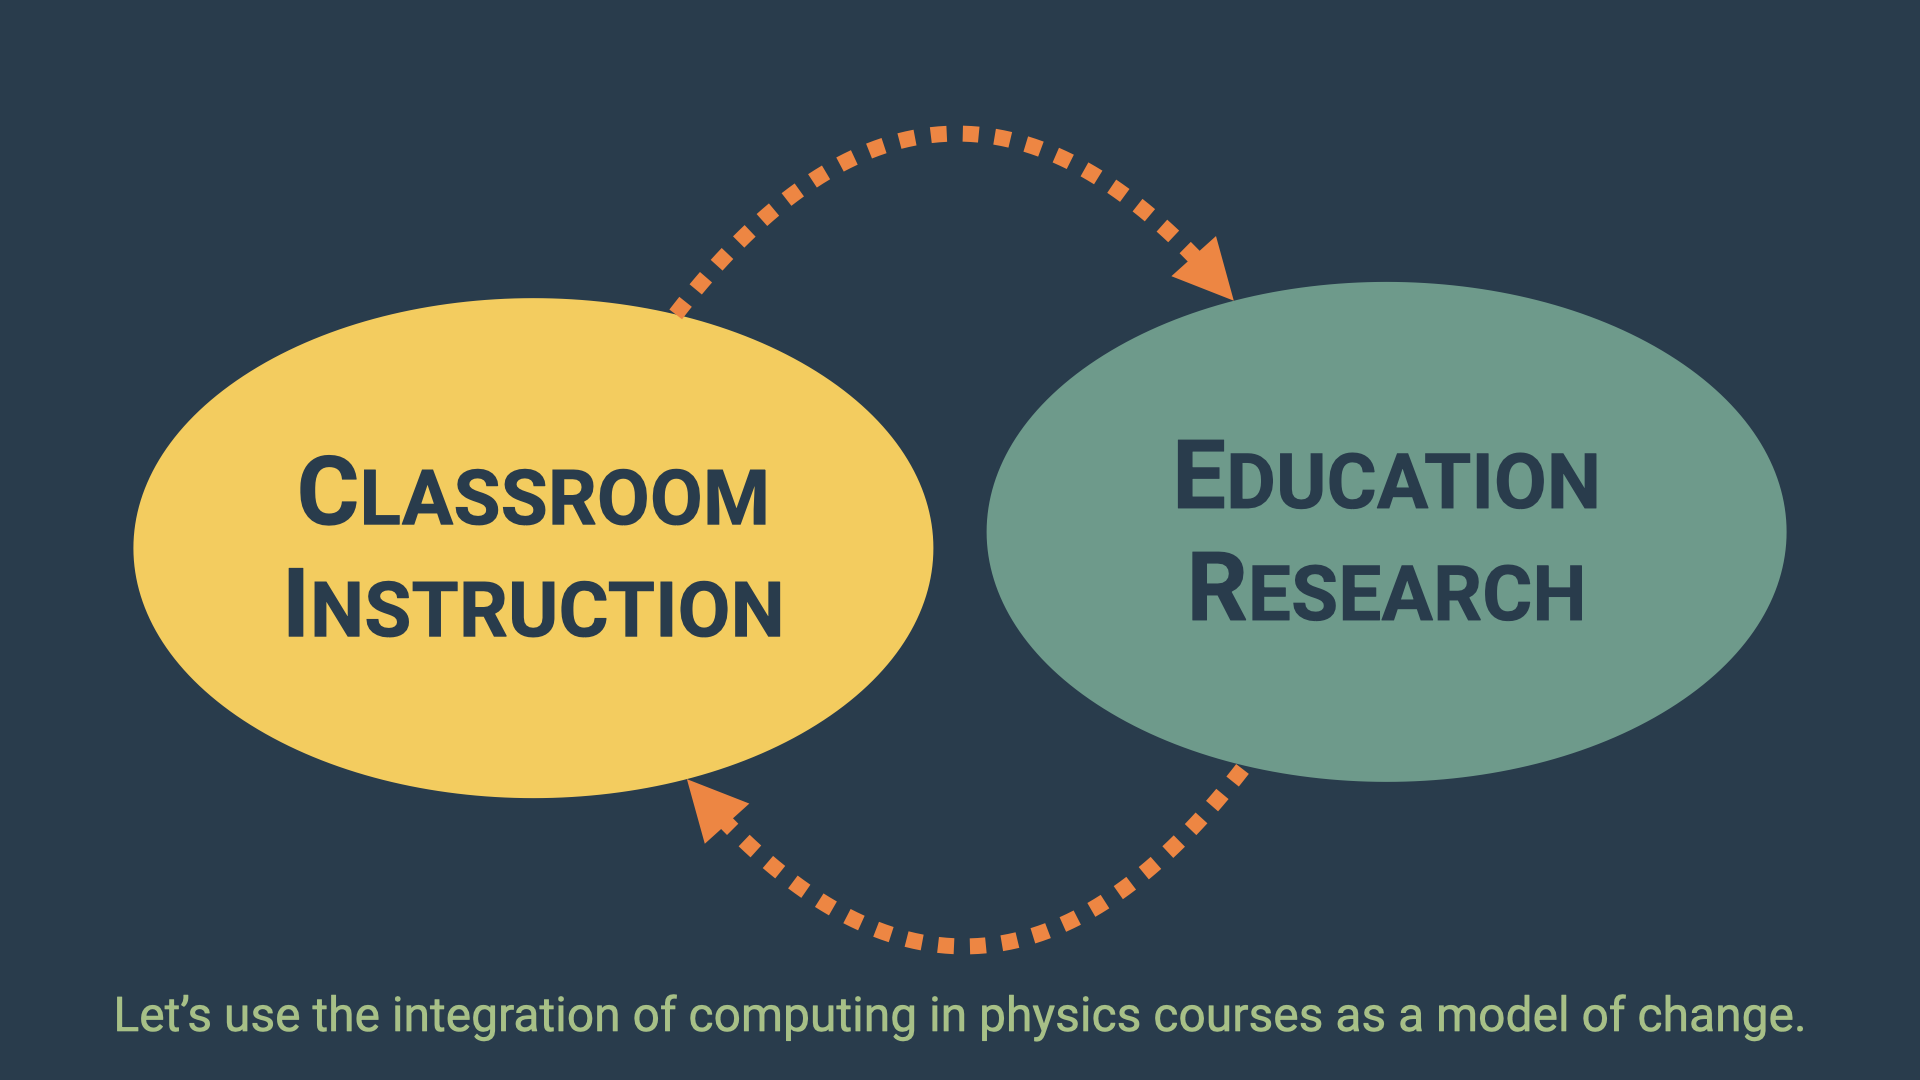 CLASSROOM
INSTRUCTION
EDUCATION
RESEARCH
Let’s use the integration of computing in physics courses as a model of change.